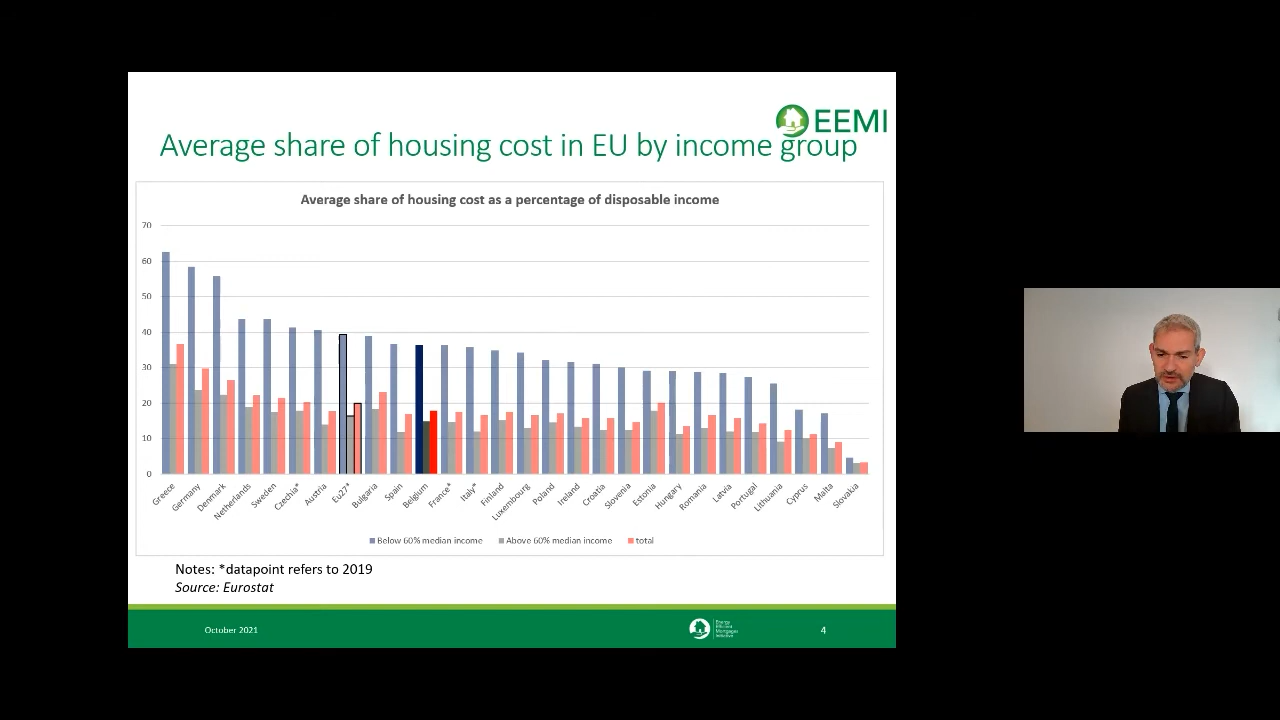 EEMI
Average share of housing cost in EU by income group
Average share of housing cost as a percentage of disposable income
70
60
50
40
30
20
10
0
Greece
Germany
Denmark
Netherlands
Sweden
Czechia*
Austria
Eu27*
Bulgaria
Spain
Belgium
France*
Italy*
Finland
Luxembourg
Poland
Ireland
Croatia
Slovenia
Estonia
Hungary
Romania
Latvia
Portugal
Lithuania
Cyprus
Malta
Slovakia
Below 60% median income Above 60% median income total
Notes: *datapoint refers to 2019
Source: Eurostat
October 2021
Energy
Efficient
Mortgages
Initiative
4